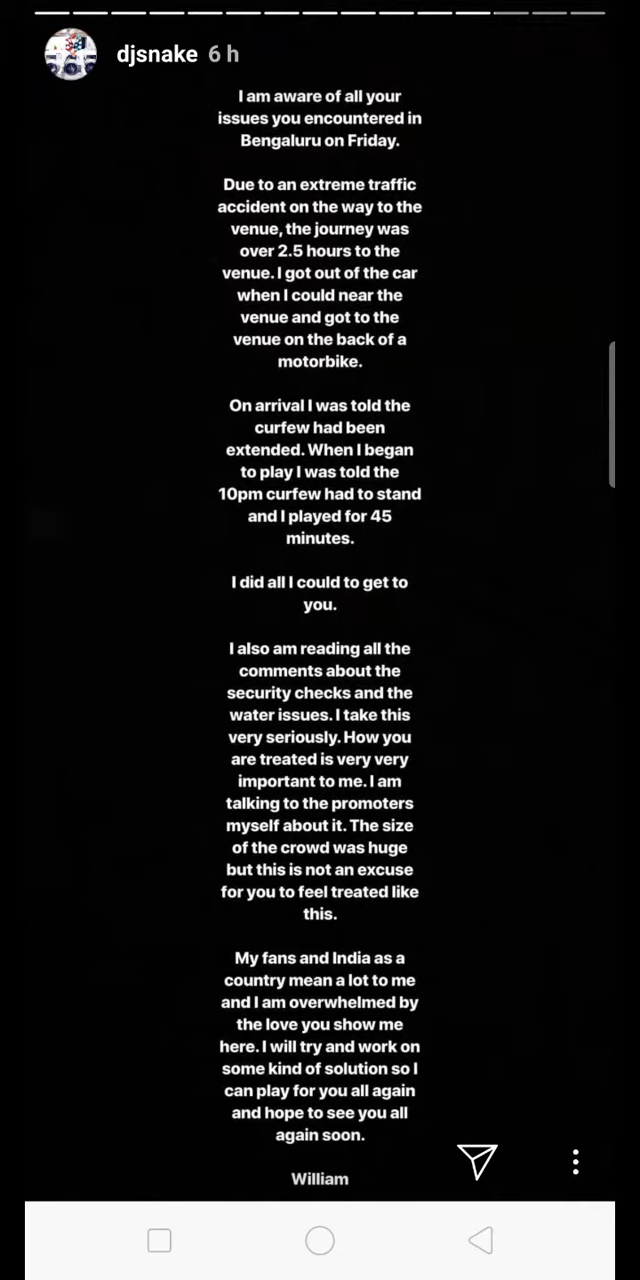 djsnake 6 h
I am aware of all your
issues you encountered in
Bengaluru on Friday.
Due to an extreme traffic
accident on the way to the
venue, the journey was
over 2.5 hours to the
venue. I got out of the car
when I could near the
venue and got to the
venue on the back of a
motorbike.
On arrival I was told the
curfew had been
extended. When I began
to play I was told the
10pm curfew had to stand
and I played for 45
minutes.
I did all I could to get to
you.
I also am reading all the
comments about the
security checks and the
water issues. I take this
very seriously. How you
are treated is very very
important to me. I am
talking to the promoters
myself about it. The size
of the crowd was huge
but this is not an excuse
for you to feel treated like
this.
My fans and India as a
country mean a lot to me
and I am overwhelmed by
the love you show me
here. I will try and work on
some kind of solution so I
can play for you all again
and hope to see you all
again soon.
William